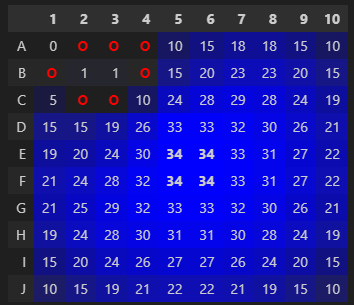 1 2 3 4 5 6 7 8 9 10
A 0 O O O 10 15 18 18 15 10
B O 1 1 O 15 20 23 23 20 15
C 5 O O 10 24 28 29 28 24 19
D 15 15 19 26 33 33 32 30 26 21
E 19 20 24 30 34 34 33 31 27 22
F 21 24 28 32 34 34 33 31 27 22
G 21 25 29 32 33 33 32 30 26 21
H 19 24 28 30 31 31 30 28 24 19
I 15 20 24 26 27 27 26 24 20 15
J 10 15 19 21 22 22 21 19 15 10